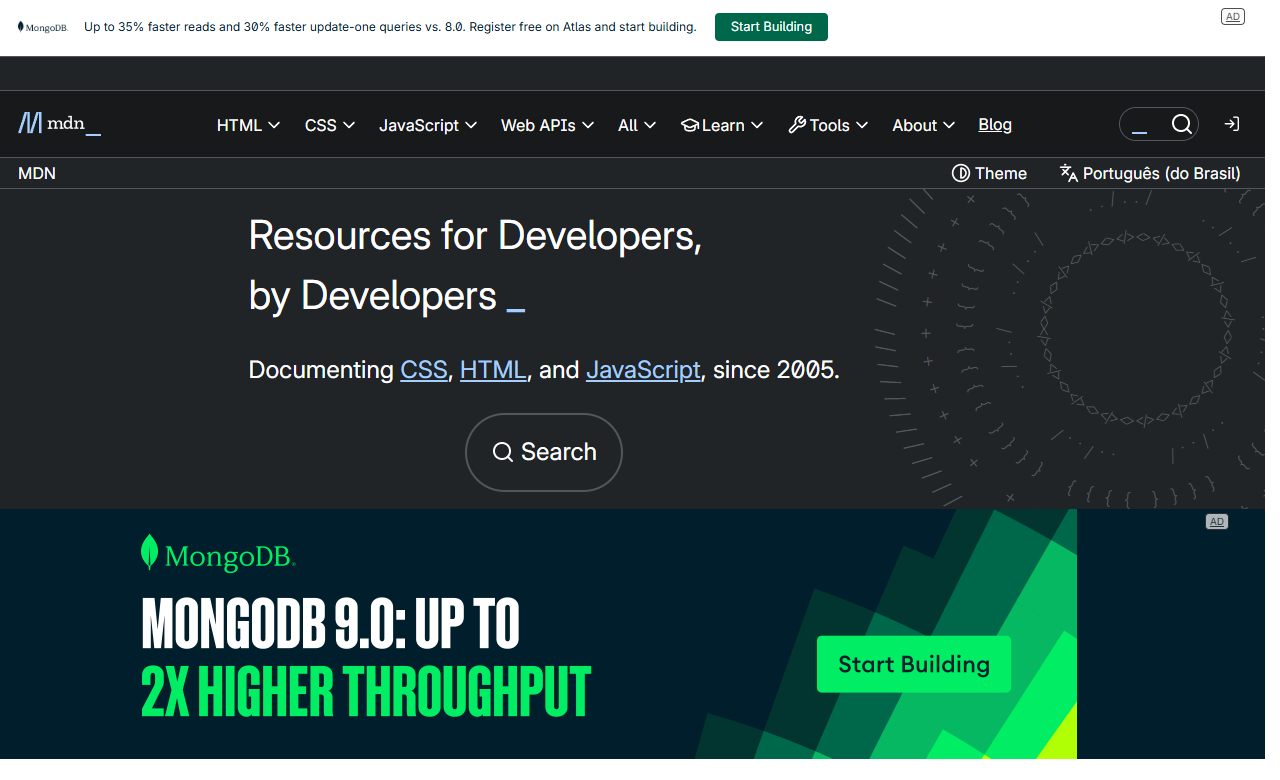 MongoDB. Up to 35% faster reads and 30% faster update-one queries vs. 8.0. Register free on Atlas and start building. Start Building AD
mdn_ HTML CSS JavaScript Web APIs All Learn Tools About Blog _
MDN Theme Português (do Brasil)
Resources for Developers,
by Developers _
Documenting CSS, HTML, and JavaScript, since 2005.
Search
AD
MongoDB.
MONGODB 9.0: UP TO
2X HIGHER THROUGHPUT
Start Building